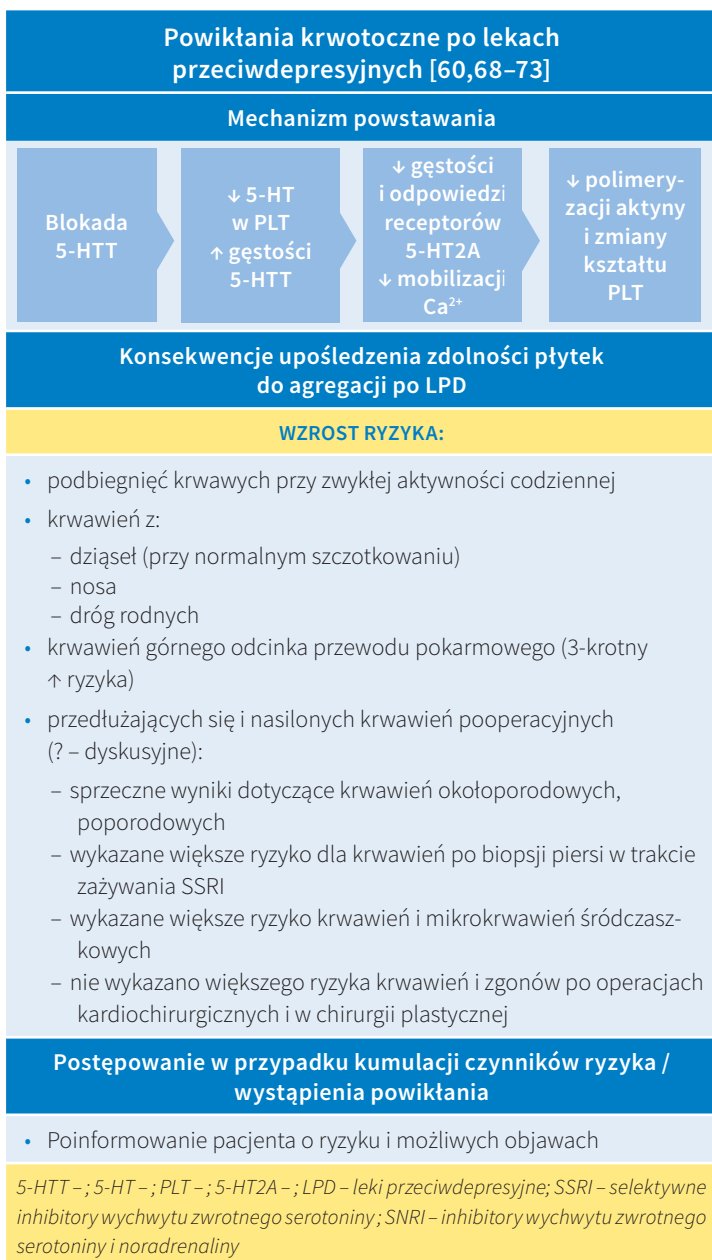 Powikłania krwotoczne po lekach
przeciwdepresyjnych [60,68–73]
Mechanizm powstawania
Blokada
5-HTT
↓ 5-HT
w PLT
↑ gęstości
5-HTT
↓ gęstości
i odpowiedzi
receptorów
5-HT2A
↓ mobilizacji
Ca²⁺
↓ polimery-
zacji aktyny
i zmiany
kształtu
PLT
Konsekwencje upośledzenia zdolności płytek
do agregacji po LPD
WZROST RYZYKA:
• podbiegnięć krwawych przy zwykłej aktywności codziennej
• krwawień z:
– dziąseł (przy normalnym szczotkowaniu)
– nosa
– dróg rodnych
• krwawień górnego odcinka przewodu pokarmowego (3-krotny
↑ ryzyka)
• przedłużających się i nasilonych krwawień pooperacyjnych
(? – dyskusyjne):
– sprzeczne wyniki dotyczące krwawień okołoporodowych,
poporodowych
– wykazane większe ryzyko dla krwawień po biopsji piersi w trakcie
zażywania SSRI
– wykazane większe ryzyko krwawień i mikrokrwawień śródczasz-
kowych
– nie wykazano większego ryzyka krwawień i zgonów po operacjach
kardiochirurgicznych i w chirurgii plastycznej
Postępowanie w przypadku kumulacji czynników ryzyka /
wystąpienia powikłania
• Poinformowanie pacjenta o ryzyku i możliwych objawach
5-HTT – ; 5-HT – ; PLT – ; 5-HT2A – ; LPD – leki przeciwdepresyjne; SSRI – selektywne
inhibitory wychwytu zwrotnego serotoniny ; SNRI – inhibitory wychwytu zwrotnego
serotoniny i noradrenaliny